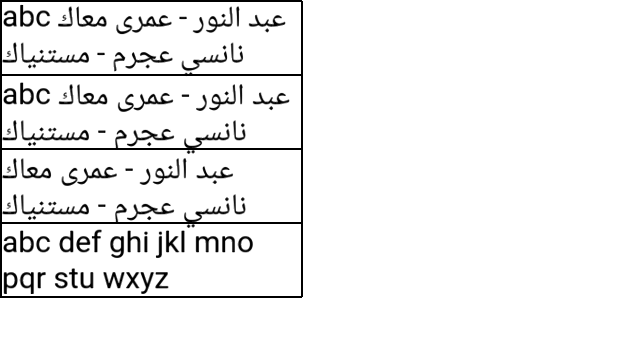 abc عبد النور - عمرى معاك
نانسي عجرم - مستنياك
abc عبد النور - عمرى معاك
نانسي عجرم - مستنياك
عبد النور - عمرى معاك
نانسي عجرم - مستنياك
abc def ghi jkl mno
pqr stu wxyz